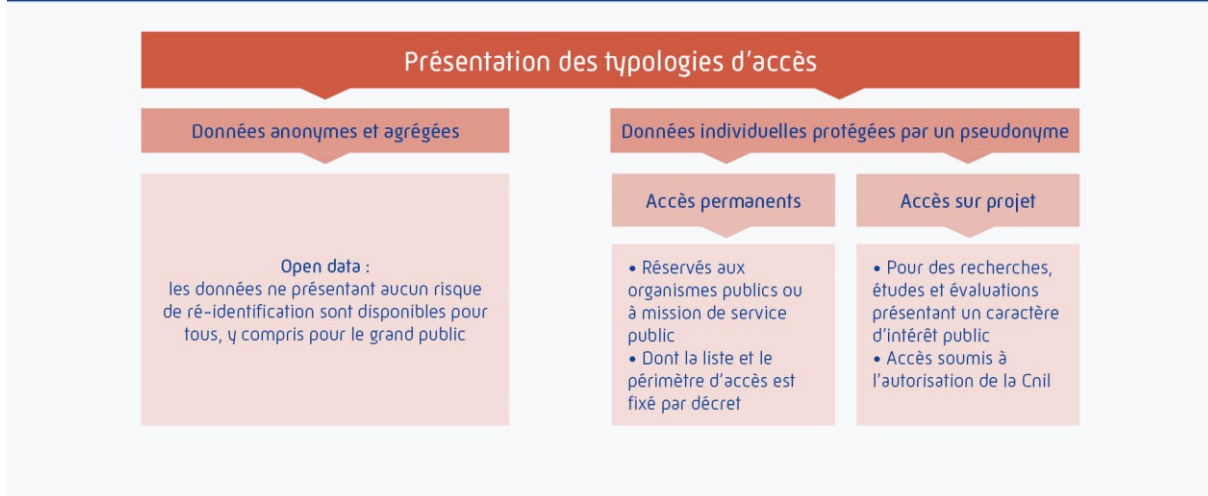 Présentation des typologies d'accès
Données anonymes et agrégées
Open data :
les données ne présentant aucun risque
de ré-identification sont disponibles pour
tous, y compris pour le grand public
Données individuelles protégées par un pseudonyme
Accès permanents
• Réservés aux
organismes publics ou
à mission de service
public
• Dont la liste et le
périmètre d'accès est
fixé par décret
Accès sur projet
• Pour des recherches,
études et évaluations
présentant un caractère
d'intérêt public
• Accès soumis à
l'autorisation de la Cnil